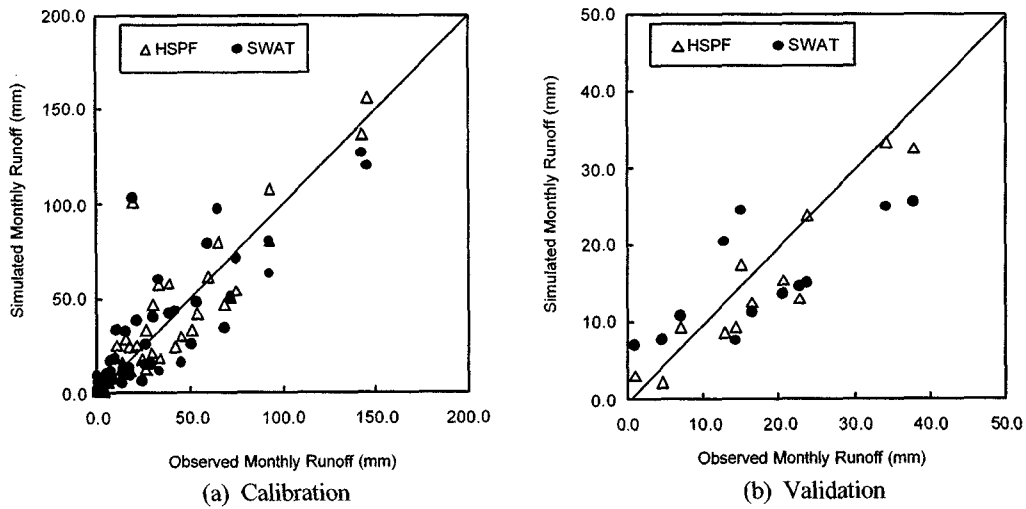 200.0
150.0
100.0
50.0
0.0
0.0 50.0 100.0 150.0 200.0
Simulated Monthly Runoff (mm)
Observed Monthly Runoff (mm)
HSPF SWAT
(a) Calibration
50.0
40.0
30.0
20.0
10.0
0.0
0.0 10.0 20.0 30.0 40.0 50.0
Simulated Monthly Runoff (mm)
Observed Monthly Runoff (mm)
HSPF SWAT
(b) Validation